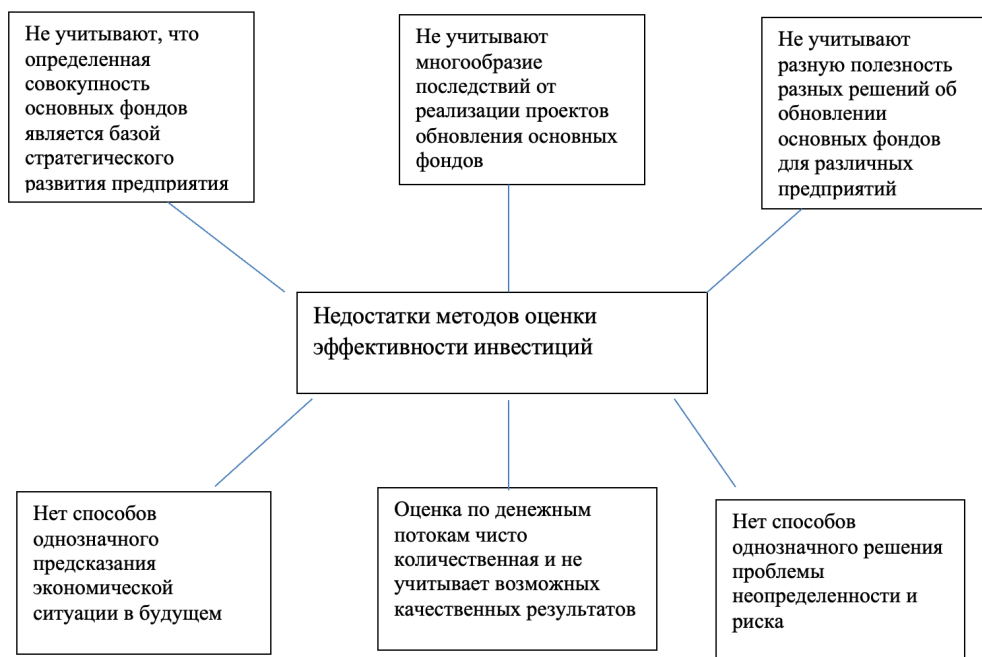 Не учитывают, что
определенная
совокупность
основных фондов
является базой
стратегического
развития предприятия
Не учитывают
многообразие
последствий от
реализации проектов
обновления основных
фондов
Не учитывают
разную полезность
разных решений об
обновлении
основных фондов
для различных
предприятий
Недостатки методов оценки
эффективности инвестиций
Нет способов
однозначного
предсказания
экономической
ситуации в будущем
Оценка по денежным
потокам чисто
количественная и не
учитывает возможных
качественных результатов
Нет способов
однозначного решения
проблемы
неопределенности и
риска